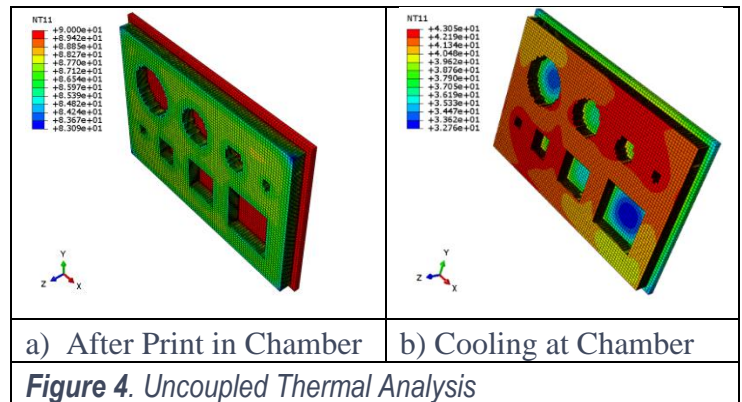 NT11
+9.000e+01
+8.942e+01
+8.885e+01
+8.827e+01
+8.770e+01
+8.712e+01
+8.654e+01
+8.597e+01
+8.539e+01
+8.482e+01
+8.424e+01
+8.367e+01
+8.309e+01
Y
Z
X
NT11
+4.305e+01
+4.219e+01
+4.134e+01
+4.048e+01
+3.962e+01
+3.876e+01
+3.790e+01
+3.705e+01
+3.619e+01
+3.533e+01
+3.447e+01
+3.362e+01
+3.276e+01
Y
Z
X
a) After Print in Chamber
b) Cooling at Chamber
Figure 4. Uncoupled Thermal Analysis